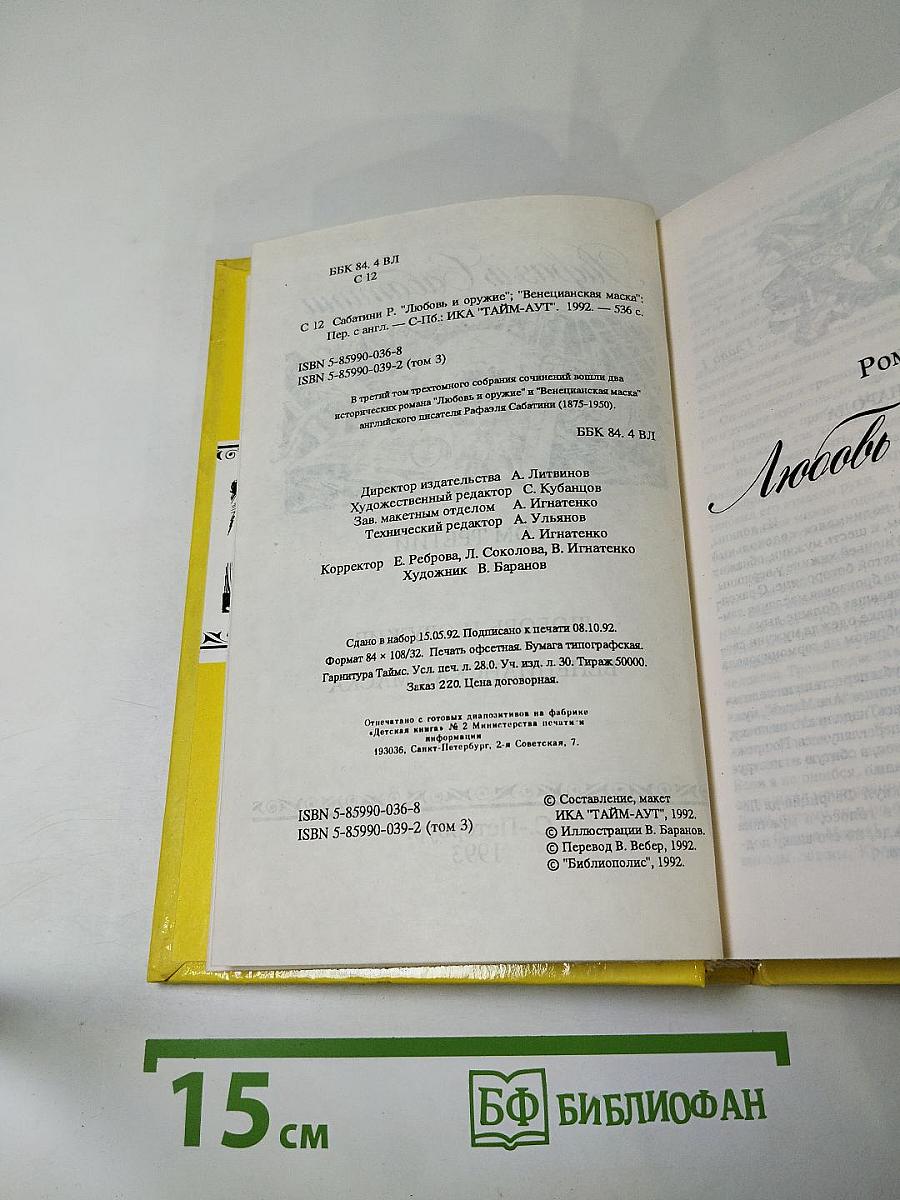 ББК 84. 4 ВЛ
С 12
С 12 Сабатини Р. "Любовь и оружие"; "Венецианская маска":
Пер. с англ. — С-Пб.: ИКА "ТАЙМ-АУТ". 1992. — 536 с.
ISBN 5-85990-036-8
ISBN 5-85990-039-2 (том 3)
В третий том трехтомного собрания сочинений вошли два
исторических романа "Любовь и оружие" и "Венецианская маска"
английского писателя Рафаэля Сабатини (1875-1950).
ББК 84. 4 ВЛ
Директор издательства А. Литвинов
Художественный редактор С. Кубанцов
Зав. макетным отделом А. Игнатенко
Технический редактор А. Ульянов
А. Игнатенко
Корректор Е. Реброва, Л. Соколова, В. Игнатенко
Художник В. Баранов
Сдано в набор 15.05.92. Подписано к печати 08.10.92.
Формат 84 × 108/32. Печать офсетная. Бумага типографская.
Гарнитура Таймс. Усл. печ. л. 28.0. Уч. изд. л. 30. Тираж 50000.
Заказ 220. Цена договорная.
Отпечатано с готовых диапозитивов на фабрике
«Детская книга» № 2 Министерства печати и
информации
193036, Санкт-Петербург, 2-я Советская, 7.
ISBN 5-85990-036-8
ISBN 5-85990-039-2 (том 3)
© Составление, макет
ИКА "ТАЙМ-АУТ", 1992.
© Иллюстрации В. Баранов.
© Перевод В. Вебер, 1992.
© "Библиополис", 1992.
Ром
Любовь
15 см
БФ БИБЛИОФАН